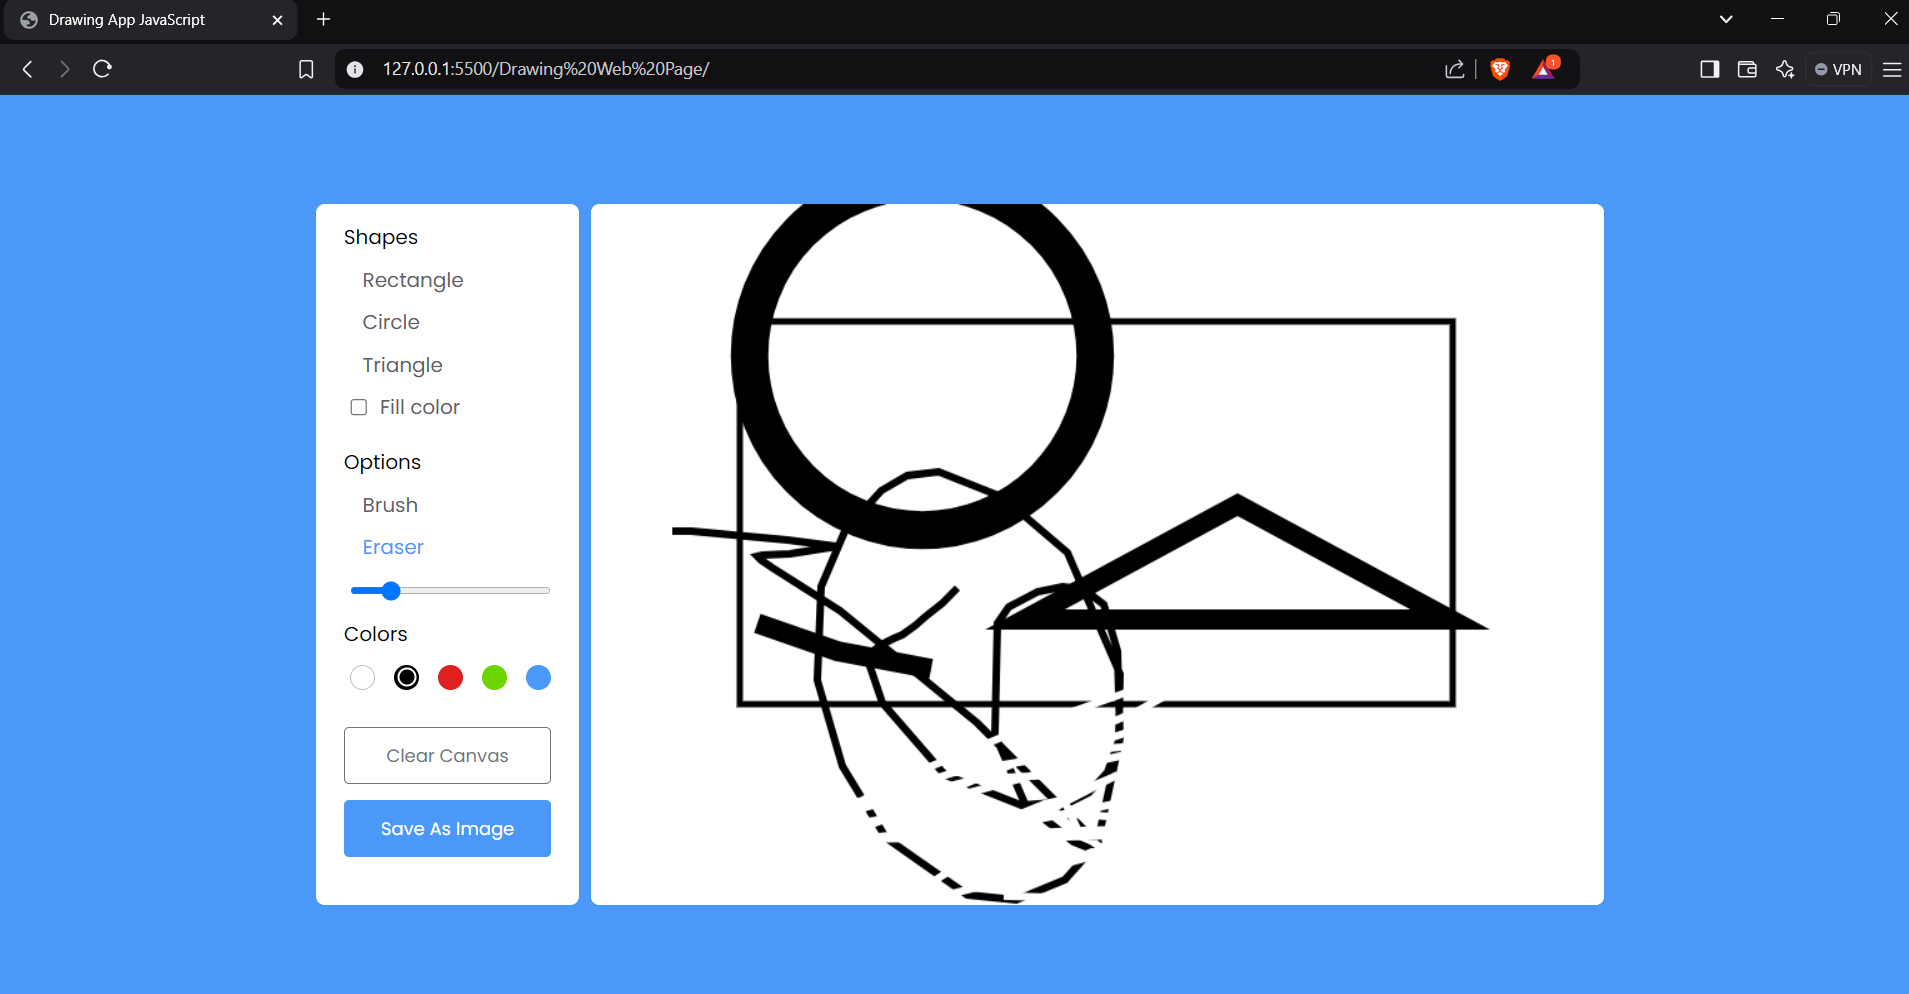 Drawing App JavaScript
127.0.0.1:5500/Drawing%20Web%20Page/
1
VPN
Shapes
Rectangle
Circle
Triangle
Fill color
Options
Brush
Eraser
Colors
Clear Canvas
Save As Image